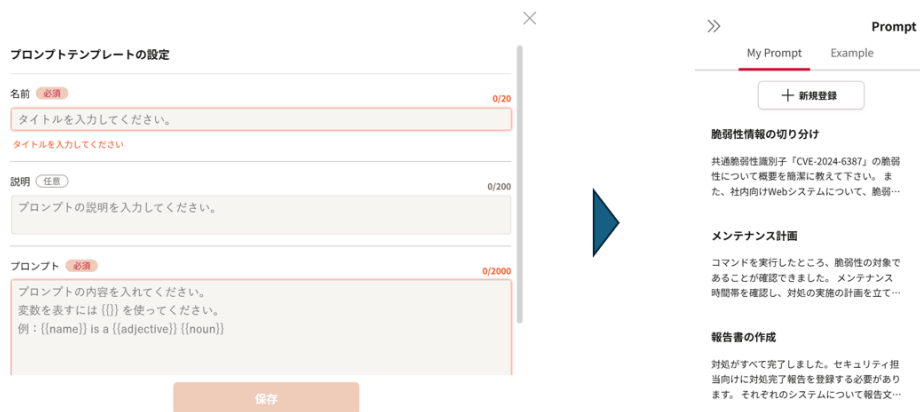 プロンプトテンプレートの設定
名前 必須
0/20
タイトルを入力してください。
タイトルを入力してください
説明 任意
0/200
プロンプトの説明を入力してください。
プロンプト 必須
0/2000
プロンプトの内容を入れてください。
変数を表すには {{}} を使ってください。
例：{{name}} is a {{adjective}} {{noun}}
保存
Prompt
My Prompt Example
新規登録
脆弱性情報の切り分け
共通脆弱性識別子「CVE-2024-6387」の脆弱
性について概要を簡潔に教えて下さい。 ま
た、社内向けWebシステムについて、脆弱…
メンテナンス計画
コマンドを実行したところ、脆弱性の対象で
あることが確認できました。 メンテナンス
時間帯を確認し、対処の実施の計画を立て…
報告書の作成
対処がすべて完了しました。セキュリティ担
当向けに対処完了報告を登録する必要があり
ます。 それぞれのシステムについて報告文…